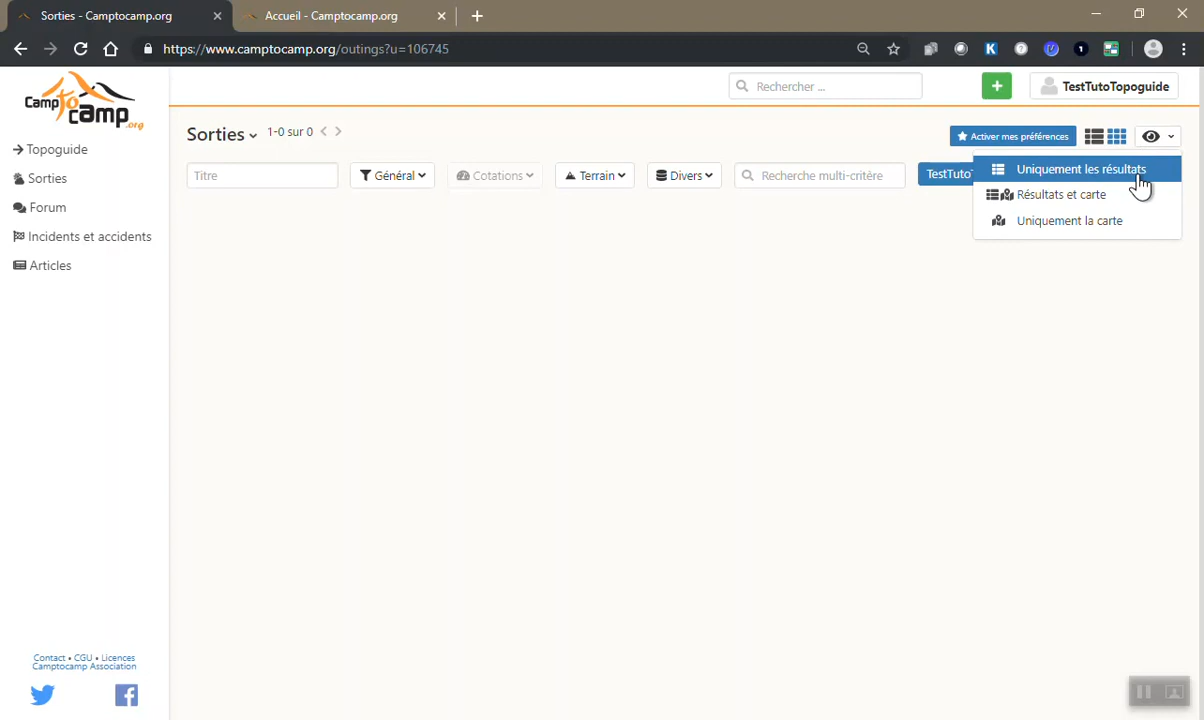 Sorties - Camptocamp.org
Accueil - Camptocamp.org
https://www.camptocamp.org/outings?u=106745
Camp to camp .org
Rechercher ...
TestTutoTopoguide
Sorties
1-0 sur 0
Activer mes préférences
Topoguide
Sorties
Forum
Incidents et accidents
Articles
Titre
Général
Cotations
Terrain
Divers
Recherche multi-critère
TestTuto
Uniquement les résultats
Résultats et carte
Uniquement la carte
Contact • CGU • Licences
Camptocamp Association